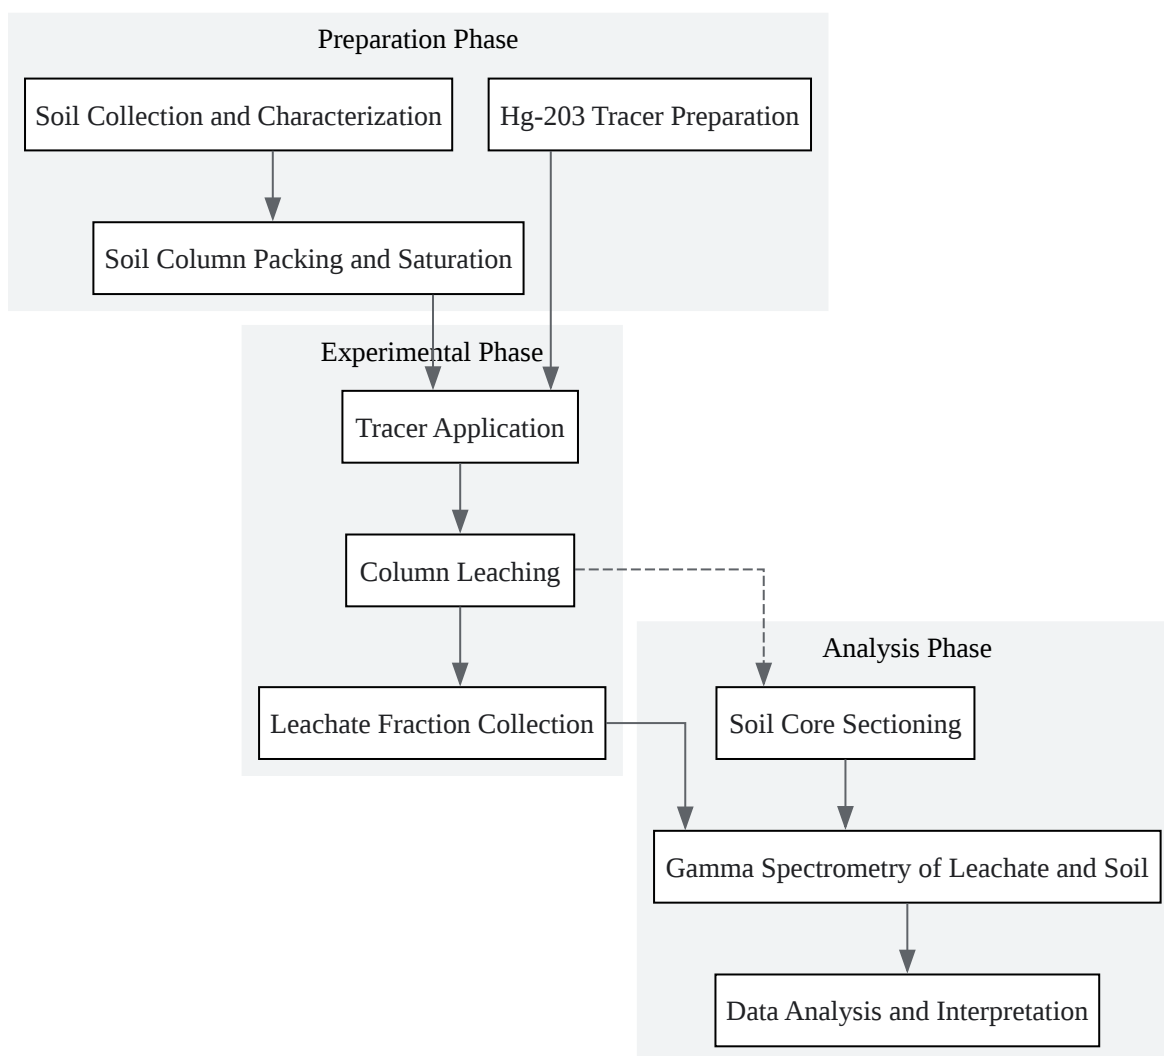 Preparation Phase
Soil Collection and Characterization
Hg-203 Tracer Preparation
Soil Column Packing and Saturation
Experimental Phase
Tracer Application
Column Leaching
Leachate Fraction Collection
Analysis Phase
Soil Core Sectioning
Gamma Spectrometry of Leachate and Soil
Data Analysis and Interpretation